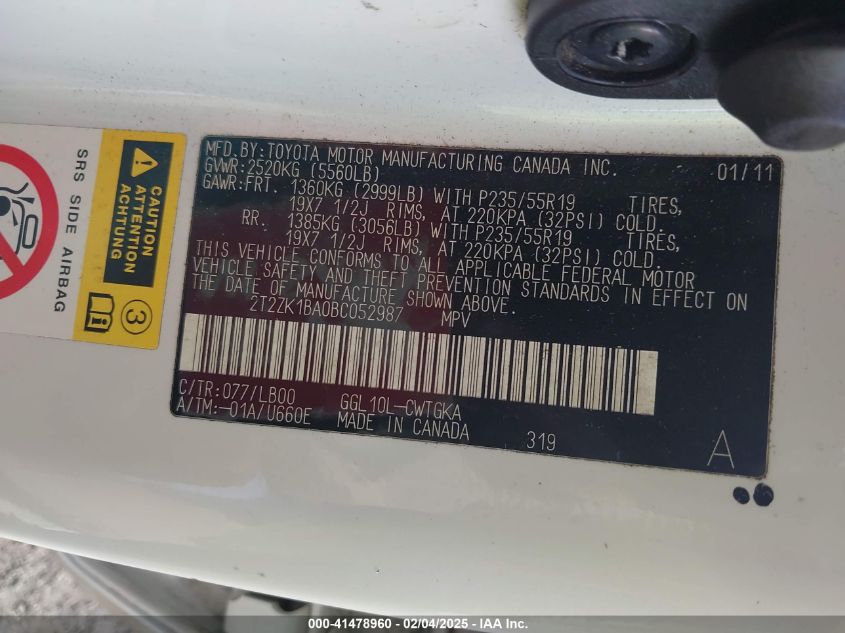 MFD.BY:TOYOTA MOTOR MANUFACTURING CANADA INC. 01/11
GVWR:2520KG (5560LB)
GAWR:FRT. 1360KG (2999LB) WITH P235/55R19 TIRES,
19X7 1/2J RIMS, AT 220KPA (32PSI) COLD.
RR. 1385KG (3056LB) WITH P235/55R19 TIRES,
19X7 1/2J RIMS, AT 220KPA (32PSI) COLD.
THIS VEHICLE CONFORMS TO ALL APPLICABLE FEDERAL MOTOR
VEHICLE SAFETY AND THEFT PREVENTION STANDARDS IN EFFECT ON
THE DATE OF MANUFACTURE SHOWN ABOVE.
2T2ZK1BA0BC052987 MPV
C/TR:077/LB00 GGL10L-CWTGKA
A/TM:-01A/U660E MADE IN CANADA 319 A
SRS SIDE AIRBAG
CAUTION
ACHTUNG
ATTENTION
3
000-41478960 - 02/04/2025 - IAA Inc.